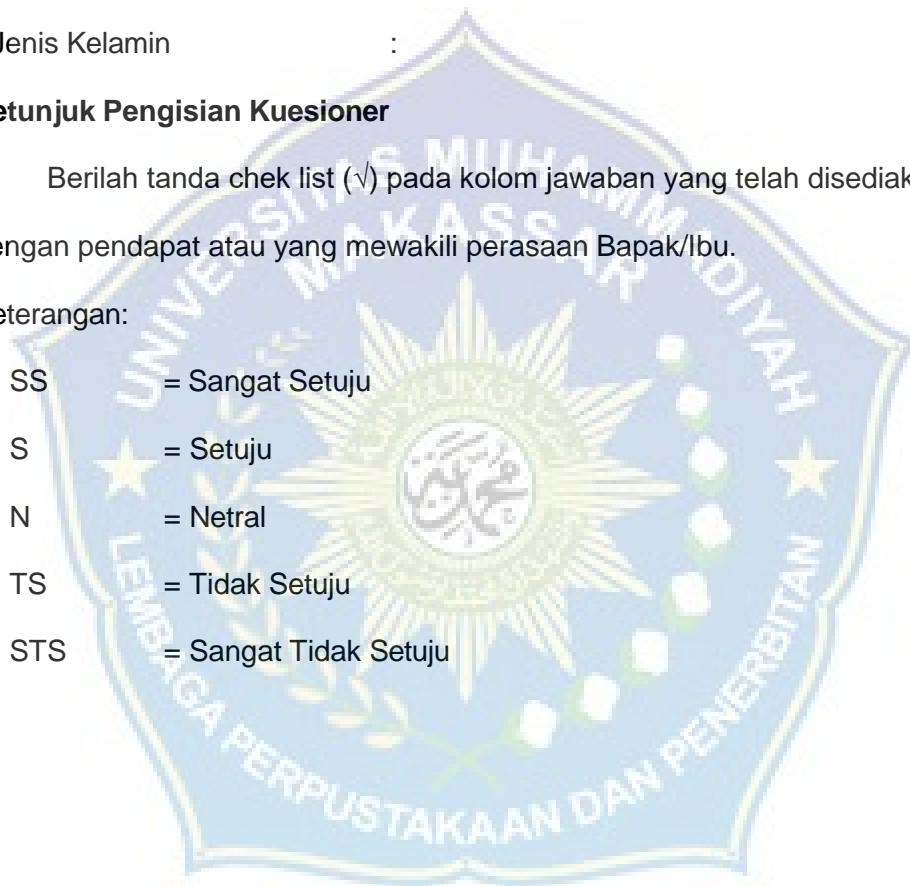 Jenis Kelamin :
etunjuk Pengisian Kuesioner
Berilah tanda chek list (√) pada kolom jawaban yang telah disediak
engan pendapat atau yang mewakili perasaan Bapak/Ibu.
eterangan:
SS = Sangat Setuju
S = Setuju
N = Netral
TS = Tidak Setuju
STS = Sangat Tidak Setuju
UNIVERSITAS MUHAMMADIYAH
MAKASSAR
LEMBAGA PERPUSTAKAAN DAN PENERBITAN